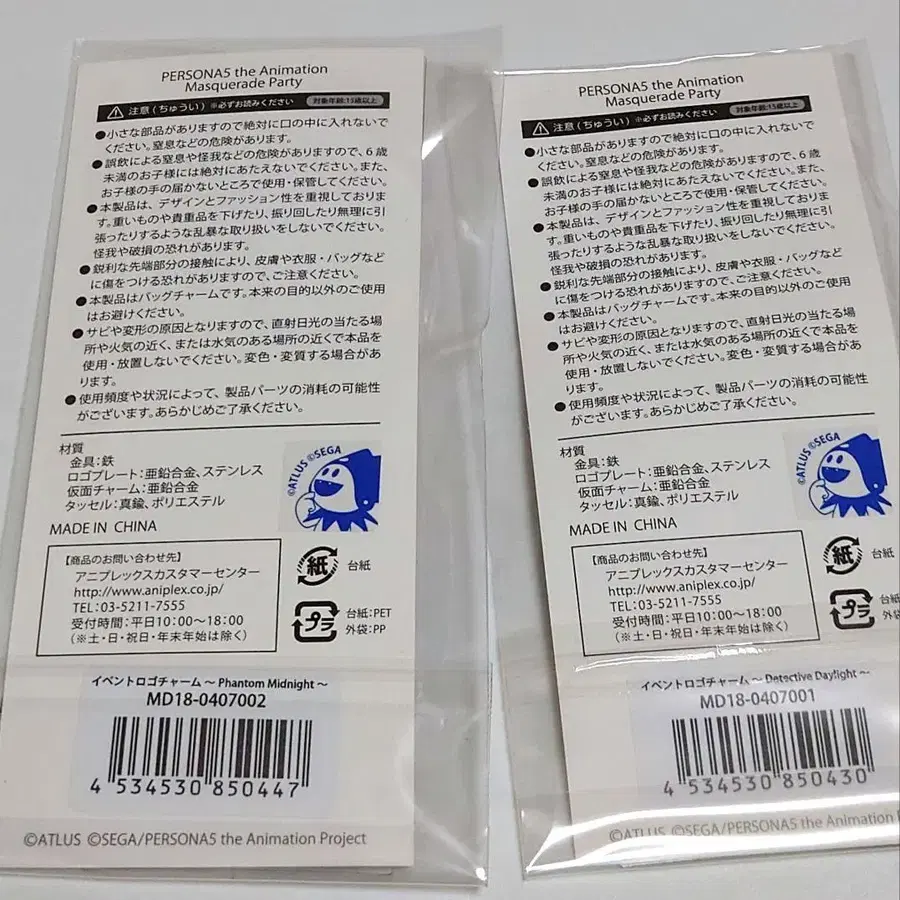 PERSONA5 the Animation
Masquerade Party
注意(ちゅうい) ※必ずお読みください 対象年齢:15歳以上
●小さな部品がありますので絶対に口の中に入れないで
ください。窒息などの危険があります。
●誤飲による窒息や怪我などの危険がありますので、6歳
未満のお子様には絶対にあたえないでください。また、
お子様の手の届かないところで使用・保管してください。
●本製品は、デザインとファッション性を重視しておりま
す。重いものや貴重品を下げたり、振り回したり無理に引
張ったりするような乱暴な取り扱いをしないでください。
怪我や破損の恐れがあります。
●鋭利な先端部分の接触により、皮膚や衣服・バッグなど
に傷をつける恐れがありますので、ご注意ください。
●本製品はバッグチャームです。本来の目的以外のご使用
はお避けください。
●サビや変形の原因となりますので、直射日光の当たる場
所や火気の近く、または水気のある場所の近くで本品を
使用・放置しないでください。変色・変質する場合があ
ります。
●使用頻度や状況によって、製品パーツの消耗の可能性
がございます。あらかじめご了承ください。
材質
金具:鉄
ロゴプレート:亜鉛合金、ステンレス
仮面チャーム:亜鉛合金
タッセル:真鍮、ポリエステル
©ATLUS ©SEGA
MADE IN CHINA
【商品のお問い合わせ先】
アニプレックスカスタマーセンター
http://www.aniplex.co.jp/
TEL:03-5211-7555
受付時間:平日10:00〜18:00
(※土・日・祝日・年末年始は除く)
紙 台紙
プラ 台紙:PET
外袋:PP
イベントロゴチャーム 〜 Phantom Midnight 〜
MD18-0407002
4 534530 850447
©ATLUS ©SEGA/PERSONA5 the Animation Project
PERSONA5 the Animation
Masquerade Party
注意(ちゅうい) ※必ずお読みください 対象年齢:15歳以上
●小さな部品がありますので絶対に口の中に入れないで
ください。窒息などの危険があります。
●誤飲による窒息や怪我などの危険がありますので、6歳
未満のお子様には絶対にあたえないでください。また、
お子様の手の届かないところで使用・保管してください。
●本製品は、デザインとファッション性を重視しておりま
す。重いものや貴重品を下げたり、振り回したり無理に引
張ったりするような乱暴な取り扱いをしないでください。
怪我や破損の恐れがあります。
●鋭利な先端部分の接触により、皮膚や衣服・バッグなど
に傷をつける恐れがありますので、ご注意ください。
●本製品はバッグチャームです。本来の目的以外のご使用
はお避けください。
●サビや変形の原因となりますので、直射日光の当たる場
所や火気の近く、または水気のある場所の近くで本品を
使用・放置しないでください。変色・変質する場合があ
ります。
●使用頻度や状況によって、製品パーツの消耗の可能性
がございます。あらかじめご了承ください。
材質
金具:鉄
ロゴプレート:亜鉛合金、ステンレス
仮面チャーム:亜鉛合金
タッセル:真鍮、ポリエステル
©ATLUS ©SEGA
MADE IN CHINA
【商品のお問い合わせ先】
アニプレックスカスタマーセンター
http://www.aniplex.co.jp/
TEL:03-5211-7555
受付時間:平日10:00〜18:00
(※土・日・祝日・年末年始は除く)
紙 台紙
プラ 台紙
外袋
イベントロゴチャーム 〜 Detective Daylight 〜
MD18-0407001
4 534530 850430
©ATLUS ©SEGA/PERSONA5 the Animation